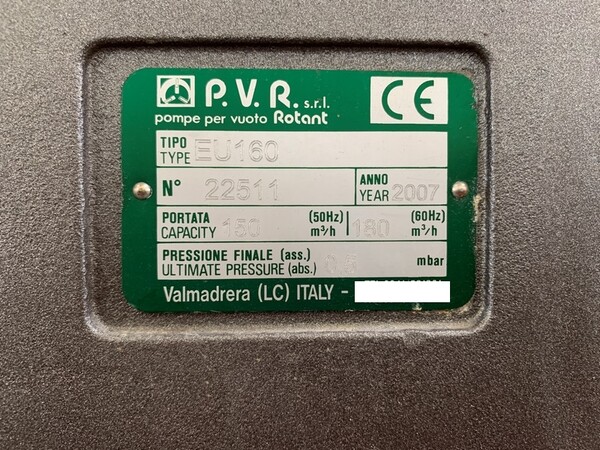 P.V.R. s.r.l.
pompe per vuoto Rotant
CE
TIPO
TYPE EU160
N° 22511
ANNO
YEAR 2007
PORTATA (50Hz) (60Hz)
CAPACITY 150 m³/h 180 m³/h
PRESSIONE FINALE (ass.)
ULTIMATE PRESSURE (abs.) mbar
Valmadrera (LC) ITALY -